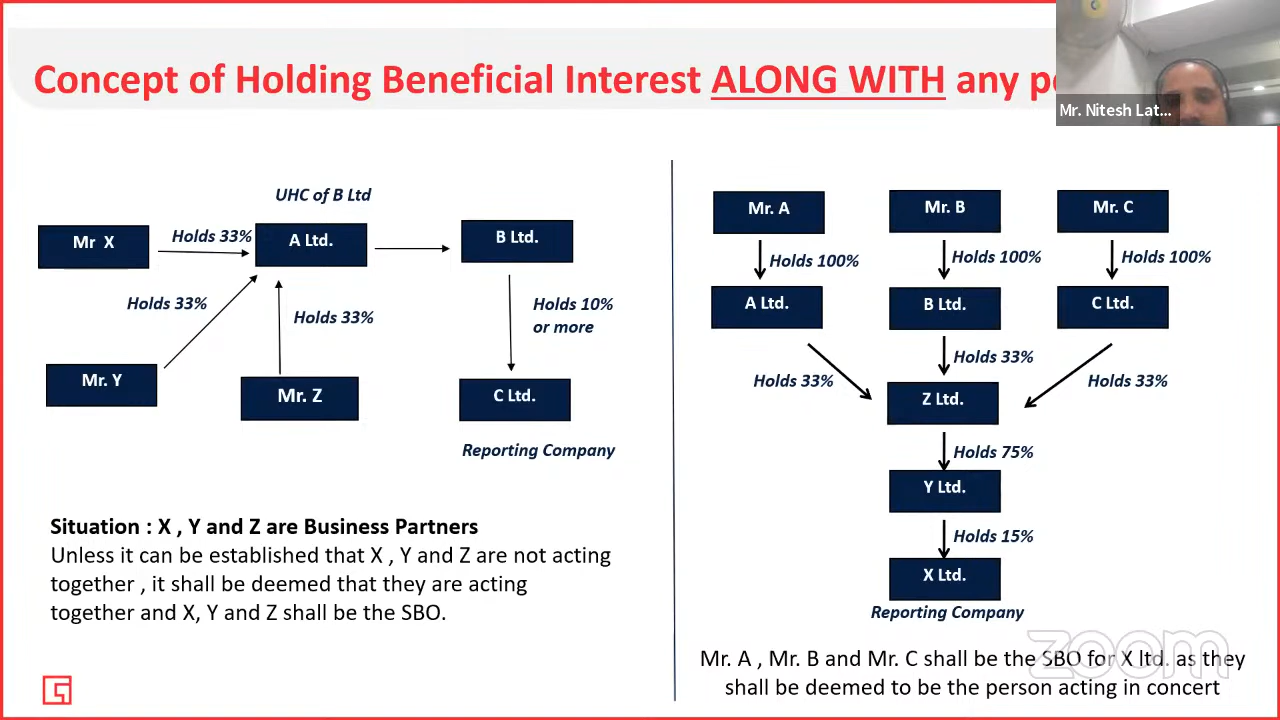 Concept of Holding Beneficial Interest ALONG WITH any
Mr. Nitesh Lat...
UHC of B Ltd
Mr X
Holds 33%
A Ltd.
B Ltd.
Holds 33%
Holds 33%
Holds 10%
or more
Mr. Y
Mr. Z
C Ltd.
Reporting Company
Situation : X , Y and Z are Business Partners
Unless it can be established that X , Y and Z are not acting
together , it shall be deemed that they are acting
together and X, Y and Z shall be the SBO.
Mr. A
Mr. B
Mr. C
Holds 100%
Holds 100%
Holds 100%
A Ltd.
B Ltd.
C Ltd.
Holds 33%
Holds 33%
Holds 33%
Z Ltd.
Holds 75%
Y Ltd.
Holds 15%
X Ltd.
Reporting Company
Mr. A , Mr. B and Mr. C shall be the SBO for X ltd. as they
shall be deemed to be the person acting in concert
zoom